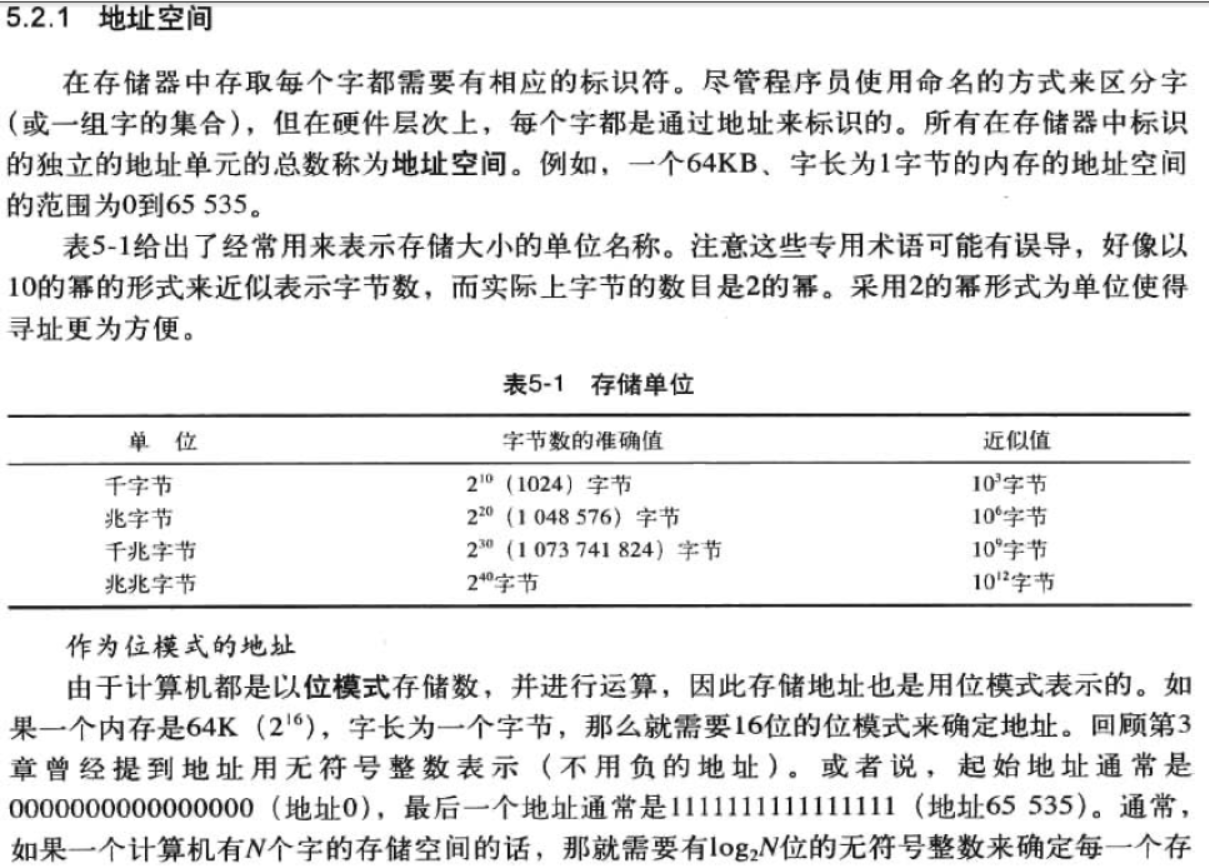 5.2.1 地址空间
在存储器中存取每个字都需要有相应的标识符。尽管程序员使用命名的方式来区分字
(或一组字的集合)，但在硬件层次上，每个字都是通过地址来标识的。所有在存储器中标识
的独立的地址单元的总数称为地址空间。例如，一个64KB、字长为1字节的内存的地址空间
的范围为0到65 535。
表5-1给出了经常用来表示存储大小的单位名称。注意这些专用术语可能有误导，好像以
10的幂的形式来近似表示字节数，而实际上字节的数目是2的幂。采用2的幂形式为单位使得
寻址更为方便。
表5-1 存储单位
单 位 字节数的准确值 近似值
千字节 2¹⁰（1024）字节 10³字节
兆字节 2²⁰（1 048 576）字节 10⁶字节
千兆字节 2³⁰（1 073 741 824）字节 10⁹字节
兆兆字节 2⁴⁰字节 10¹²字节
作为位模式的地址
由于计算机都是以位模式存储数，并进行运算，因此存储地址也是用位模式表示的。如
果一个内存是64K（2¹⁶），字长为一个字节，那么就需要16位的位模式来确定地址。回顾第3
章曾经提到地址用无符号整数表示（不用负的地址）。或者说，起始地址通常是
0000000000000000（地址0），最后一个地址通常是1111111111111111（地址65 535）。通常，
如果一个计算机有N个字的存储空间的话，那就需要有log₂N位的无符号整数来确定每一个存